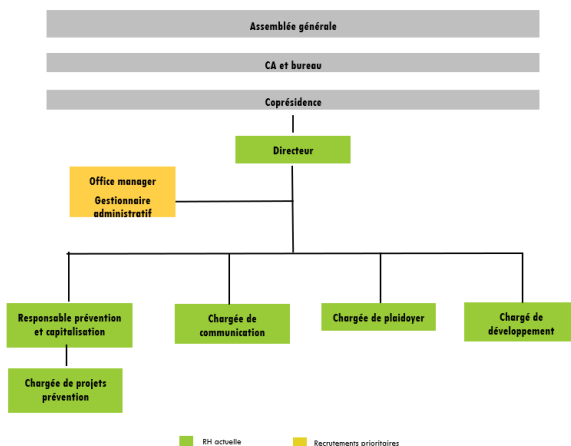 Assemblée générale
CA et bureau
Coprésidence
Directeur
Office manager
Gestionnaire
administratif
Responsable prévention
et capitalisation
Chargée de
communication
Chargée de plaidoyer
Chargé de
développement
Chargée de projets
prévention
RH actuelle
Recrutements prioritaires